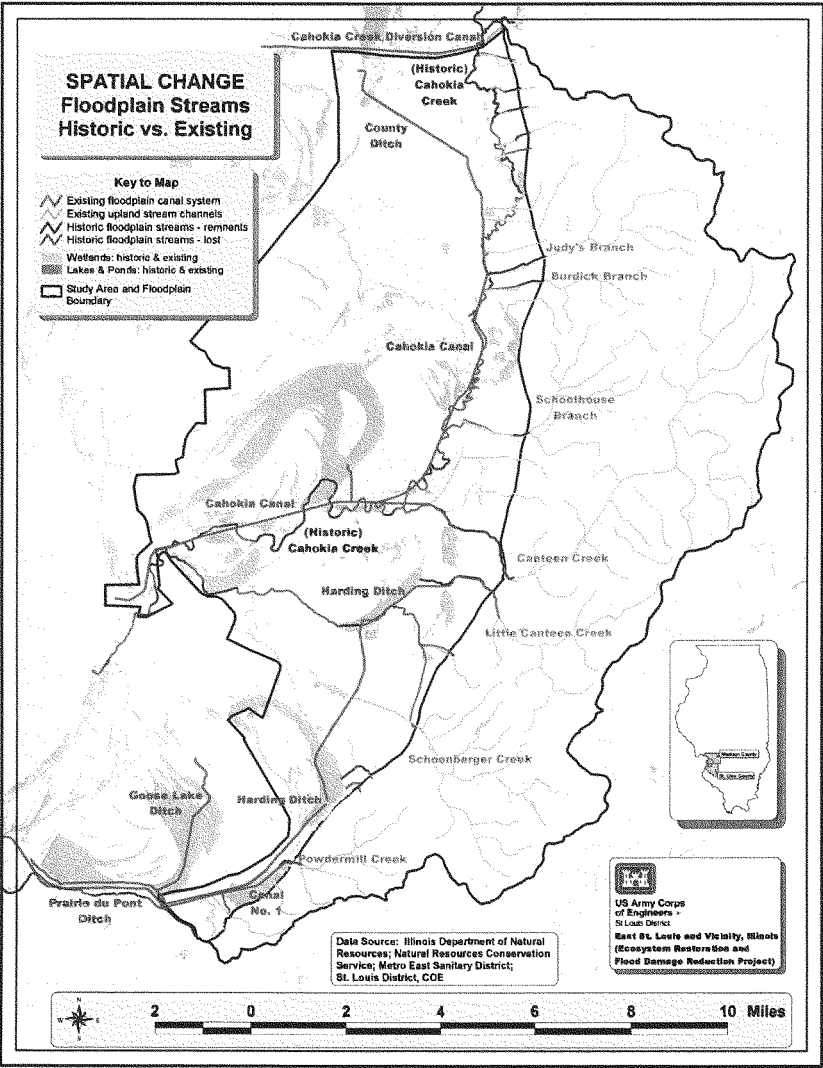 Cahokia Creek Diversion Canal
SPATIAL CHANGE
Floodplain Streams
Historic vs. Existing
(Historic)
Cahokia
Creek
County
Ditch
Key to Map
Existing floodplain canal system
Existing upland stream channels
Historic floodplain streams - remnants
Historic floodplain streams - lost
Wetlands: historic & existing
Lakes & Ponds: historic & existing
Study Area and Floodplain
Boundary
Judy's Branch
Burdick Branch
Cahokia Canal
Schoolhouse
Branch
Cahokia Canal
(Historic)
Cahokia Creek
Canteen Creek
Harding Ditch
Little Canteen Creek
Madison County
St. Clair County
Schoenberger Creek
Goose Lake
Ditch
Harding Ditch
Powdermill Creek
Prairie du Pont
Ditch
Canal
No. 1
US Army Corps
of Engineers
St Louis District
East St. Louis and Vicinity, Illinois
(Ecosystem Restoration and
Flood Damage Reduction Project)
Data Source: Illinois Department of Natural
Resources; Natural Resources Conservation
Service; Metro East Sanitary District;
St. Louis District, COE
N
W E
S
2 0 2 4 6 8 10 Miles